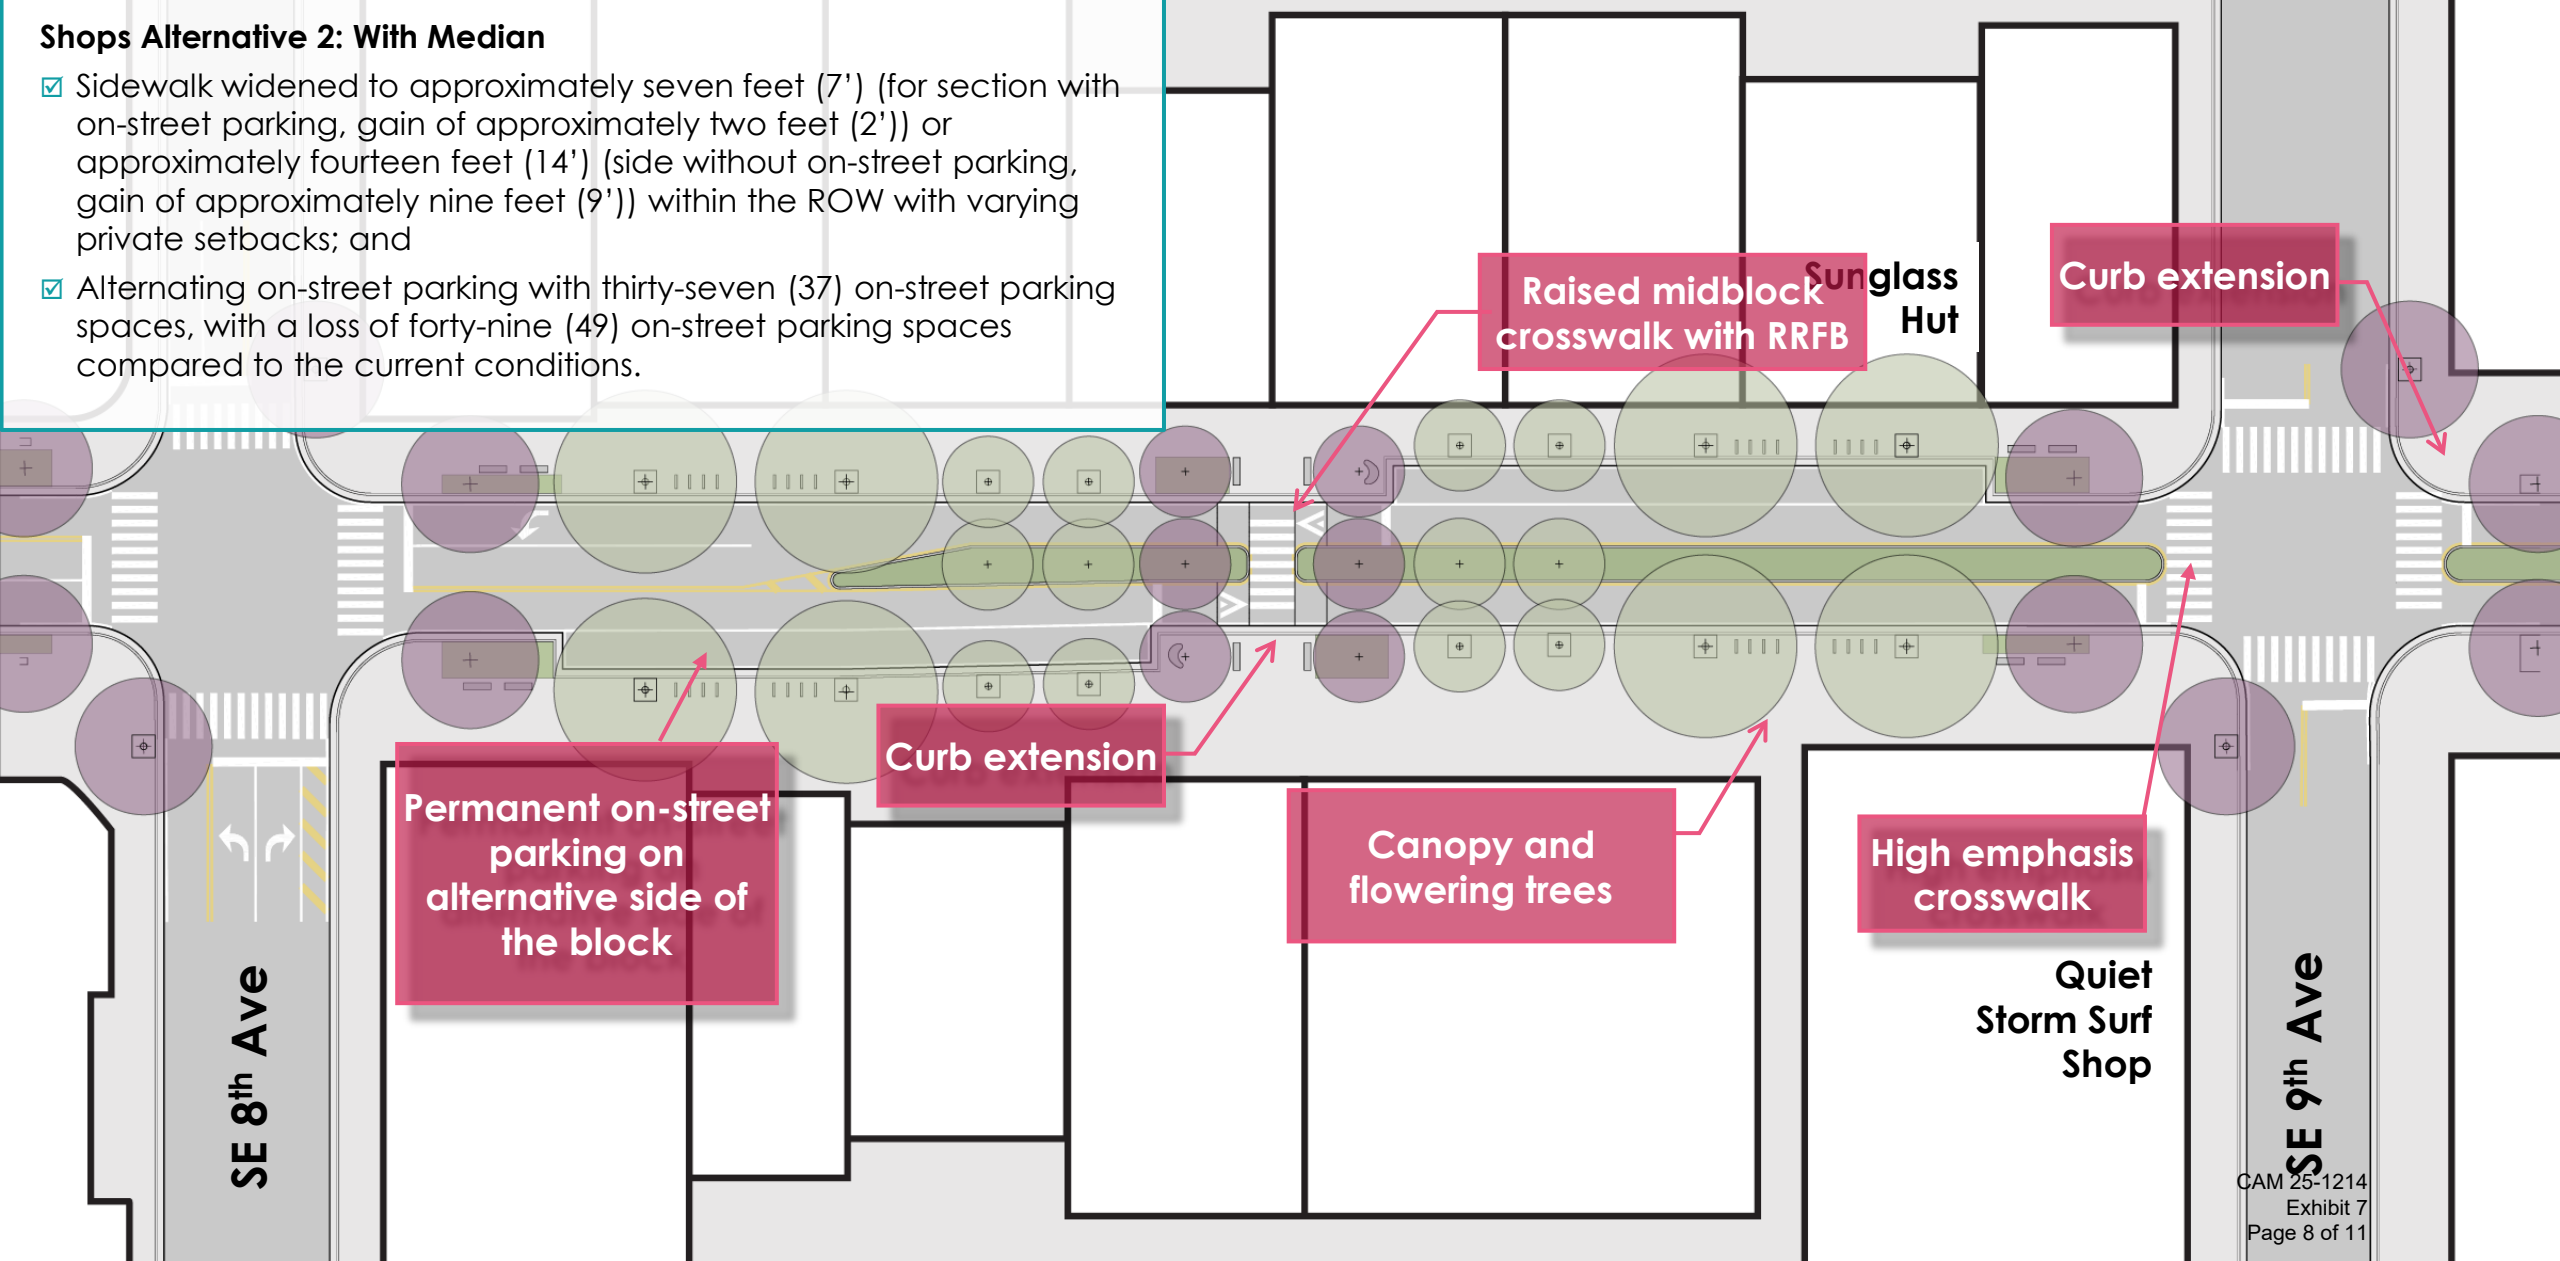 Shops Alternative 2: With Median
☑ Sidewalk widened to approximately seven feet (7’) (for section with
on-street parking, gain of approximately two feet (2’)) or
approximately fourteen feet (14’) (side without on-street parking,
gain of approximately nine feet (9’)) within the ROW with varying
private setbacks; and
☑ Alternating on-street parking with thirty-seven (37) on-street parking
spaces, with a loss of forty-nine (49) on-street parking spaces
compared to the current conditions.
Raised midblock
crosswalk with RRFB
Sunglass
Hut
Curb extension
Permanent on-street
parking on
alternative side of
the block
Curb extension
Canopy and
flowering trees
High emphasis
crosswalk
Quiet
Storm Surf
Shop
SE 8th Ave
SE 9th Ave
CAM 25-1214
Exhibit 7
Page 8 of 11